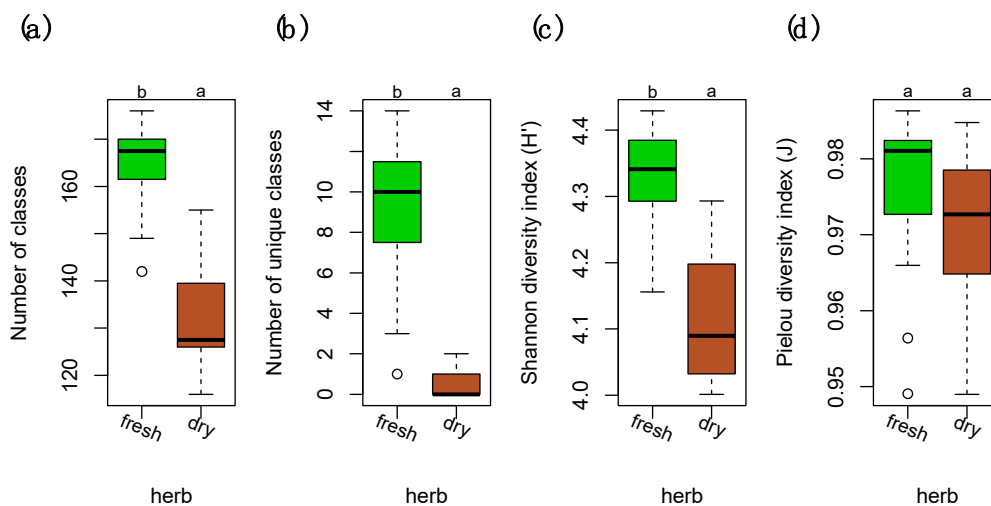 (a)
b a
Number of classes
160
140
120
fresh dry
herb
(b)
b a
Number of unique classes
14
10
8
6
4
2
0
fresh dry
herb
(c)
b a
Shannon diversity index (H')
4.4
4.3
4.2
4.1
4.0
fresh dry
herb
(d)
a a
Pielou diversity index (J)
0.98
0.97
0.96
0.95
fresh dry
herb